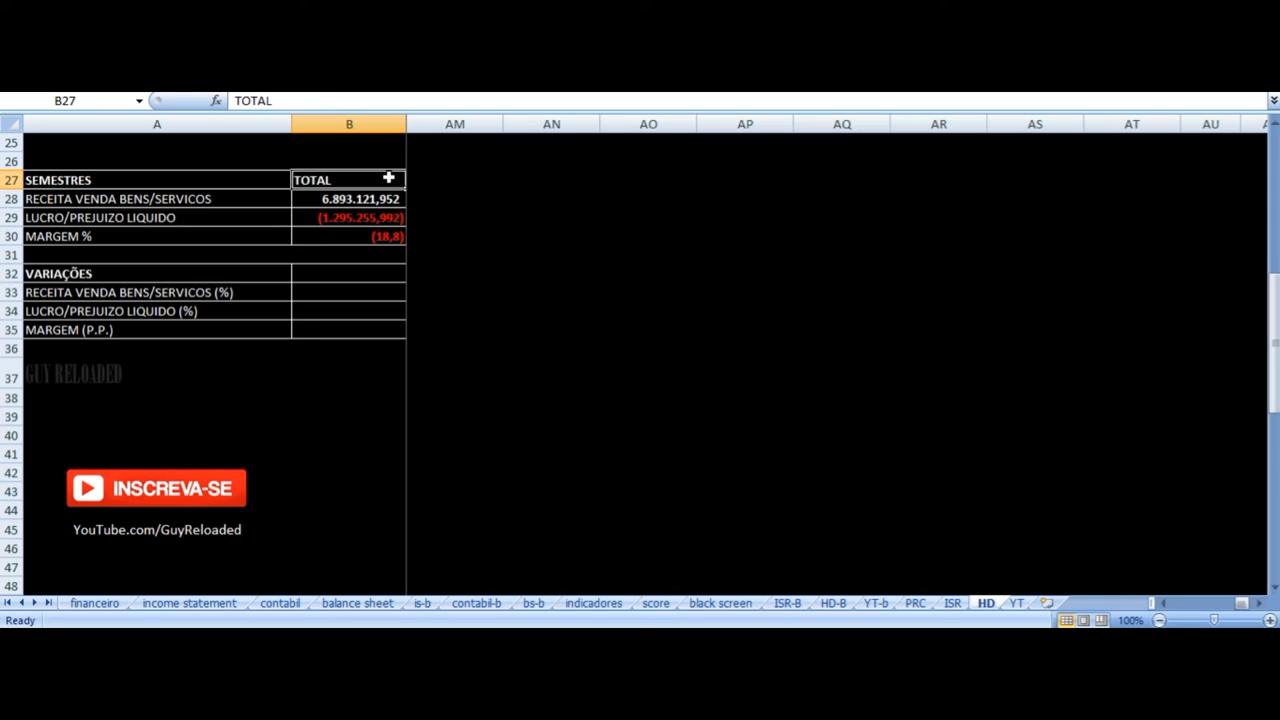 B27 fx TOTAL
A B AM AN AO AP AQ AR AS AT AU
25
26
27 SEMESTRES TOTAL
28 RECEITA VENDA BENS/SERVICOS 6.893.121,952
29 LUCRO/PREJUIZO LIQUIDO (1.295.255,992)
30 MARGEM % (18,8)
31
32 VARIAÇÕES
33 RECEITA VENDA BENS/SERVICOS (%)
34 LUCRO/PREJUIZO LIQUIDO (%)
35 MARGEM (P.P.)
36
37 GUY RELOADED
38
39
40
41
42
43 INSCREVA-SE
44
45 YouTube.com/GuyReloaded
46
47
48
financeiro income statement contabil balance sheet is-b contabil-b bs-b indicadores score black screen ISR-B HD-B YT-b PRC ISR HD YT
Ready 100%